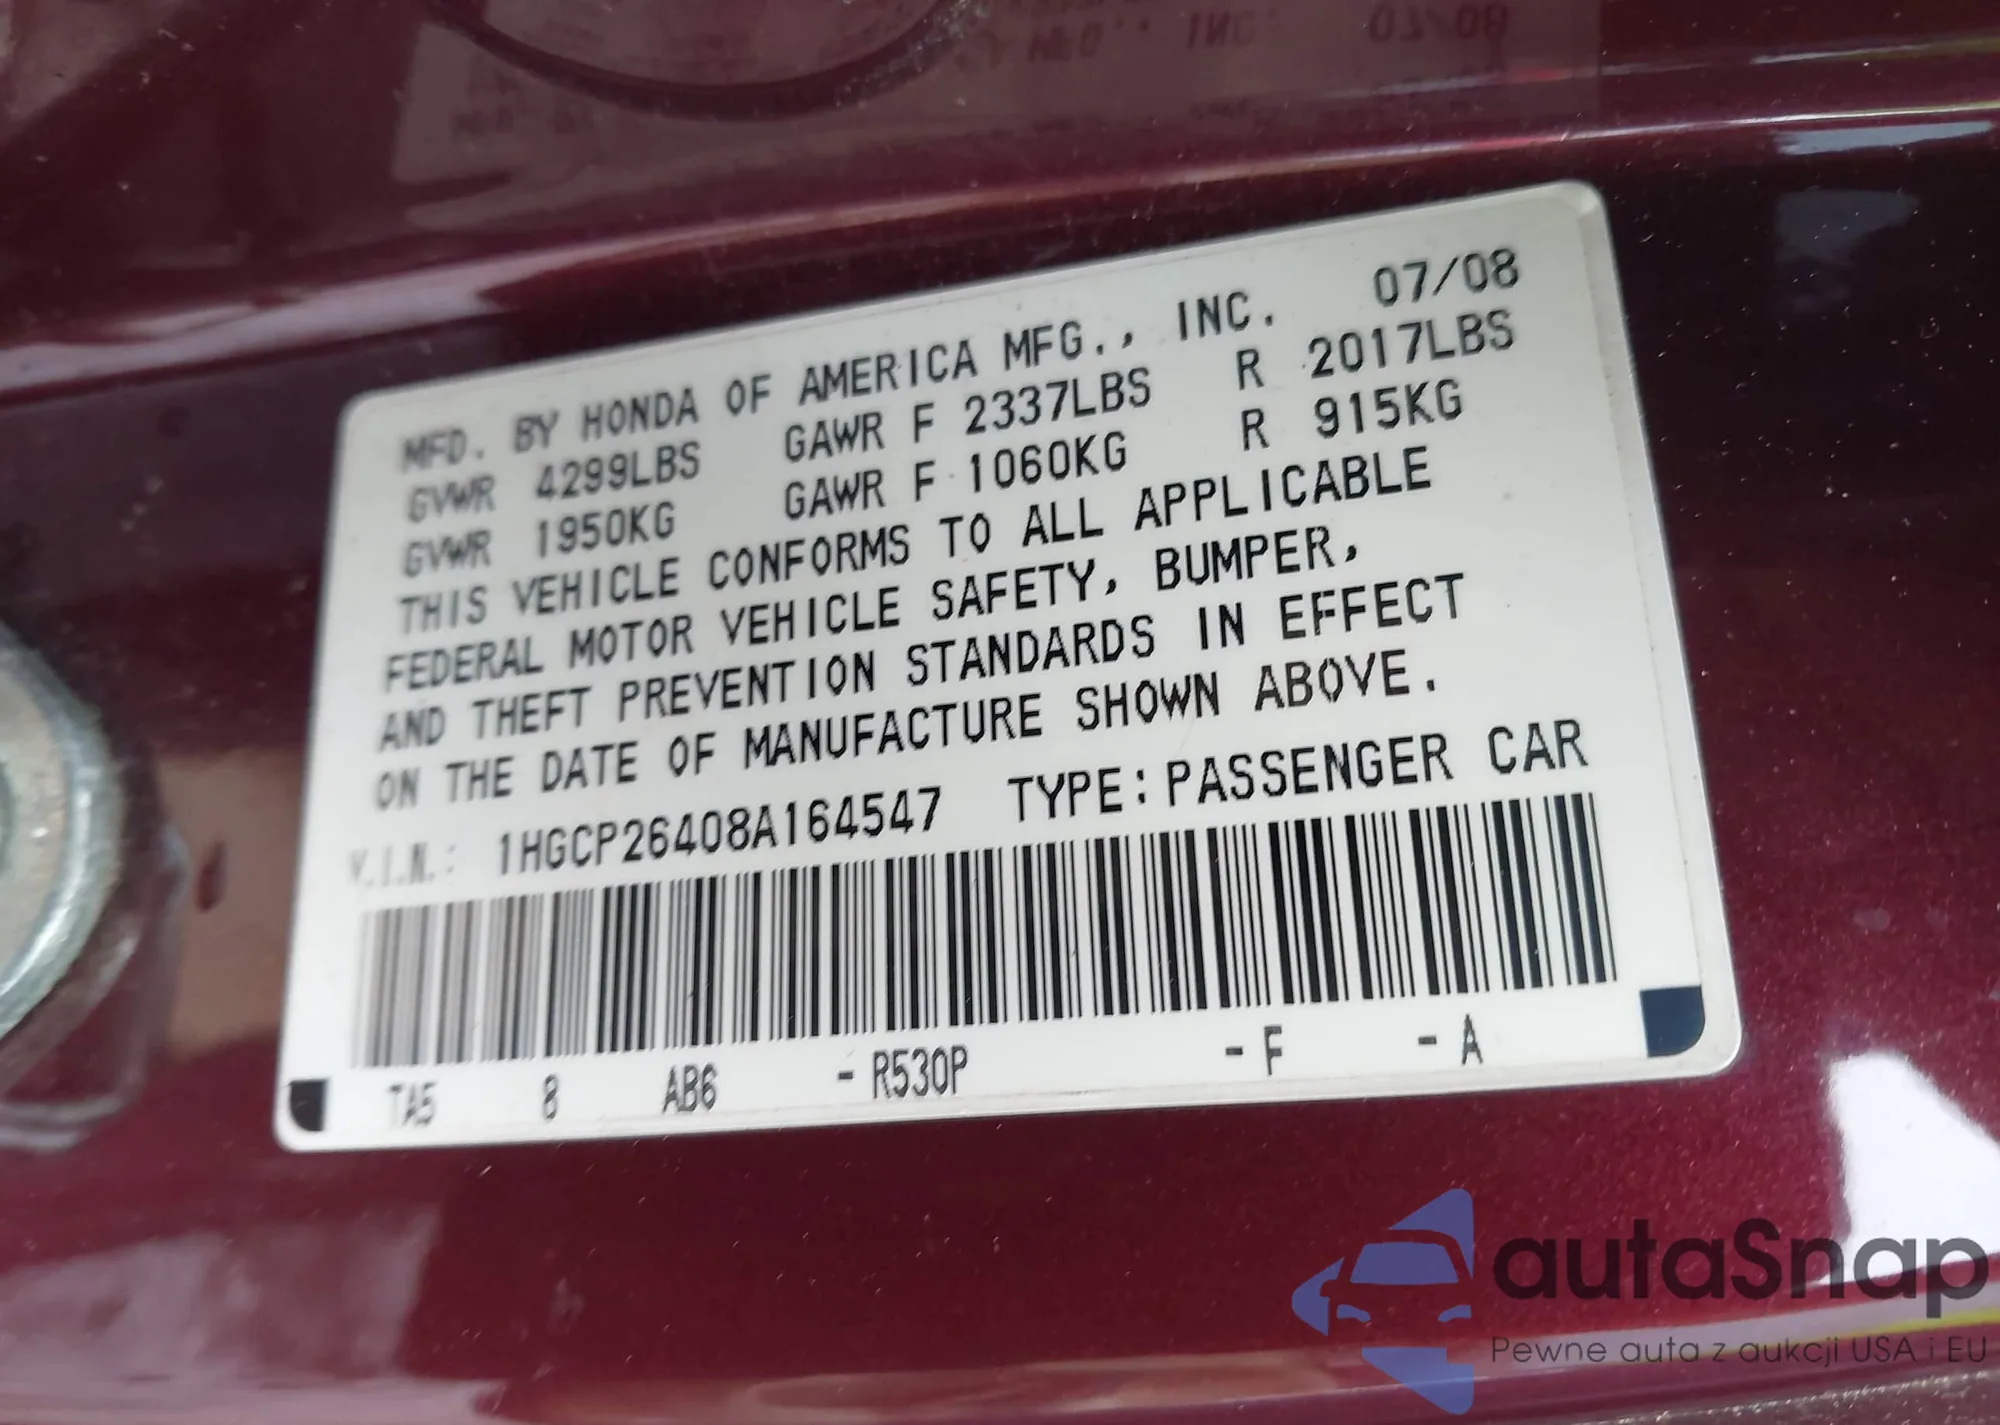 MFD. BY HONDA OF AMERICA MFG., INC. 07/08
GVWR 4299LBS GAWR F 2337LBS R 2017LBS
GVWR 1950KG GAWR F 1060KG R 915KG
THIS VEHICLE CONFORMS TO ALL APPLICABLE
FEDERAL MOTOR VEHICLE SAFETY, BUMPER,
AND THEFT PREVENTION STANDARDS IN EFFECT
ON THE DATE OF MANUFACTURE SHOWN ABOVE.
V.I.N.: 1HGCP26408A164547 TYPE: PASSENGER CAR
TA5 8 AB6 - R530P - F - A
autaSnap
Pewne auta z aukcji USA i EU